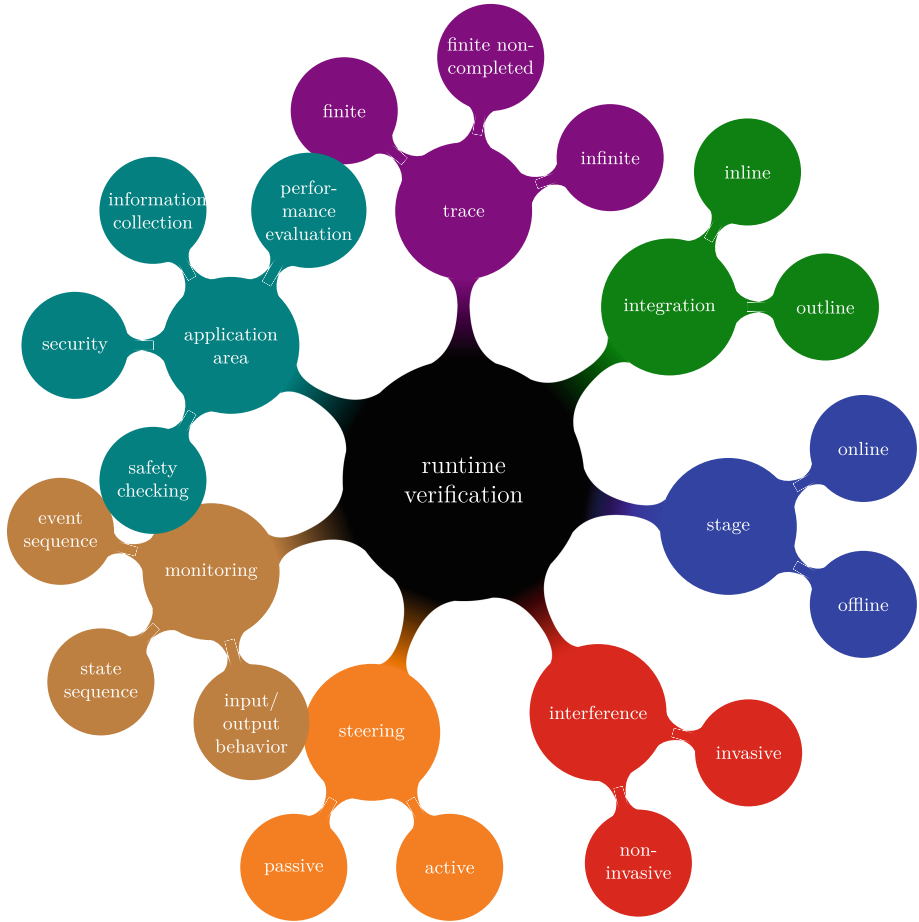 finite non-
completed
finite
infinite
trace
inline
integration
outline
information
collection
perfor-
mance
evaluation
security
application
area
safety
checking
runtime
verification
online
stage
offline
event
sequence
monitoring
state
sequence
input/
output
behavior
steering
passive
active
interference
invasive
non-
invasive